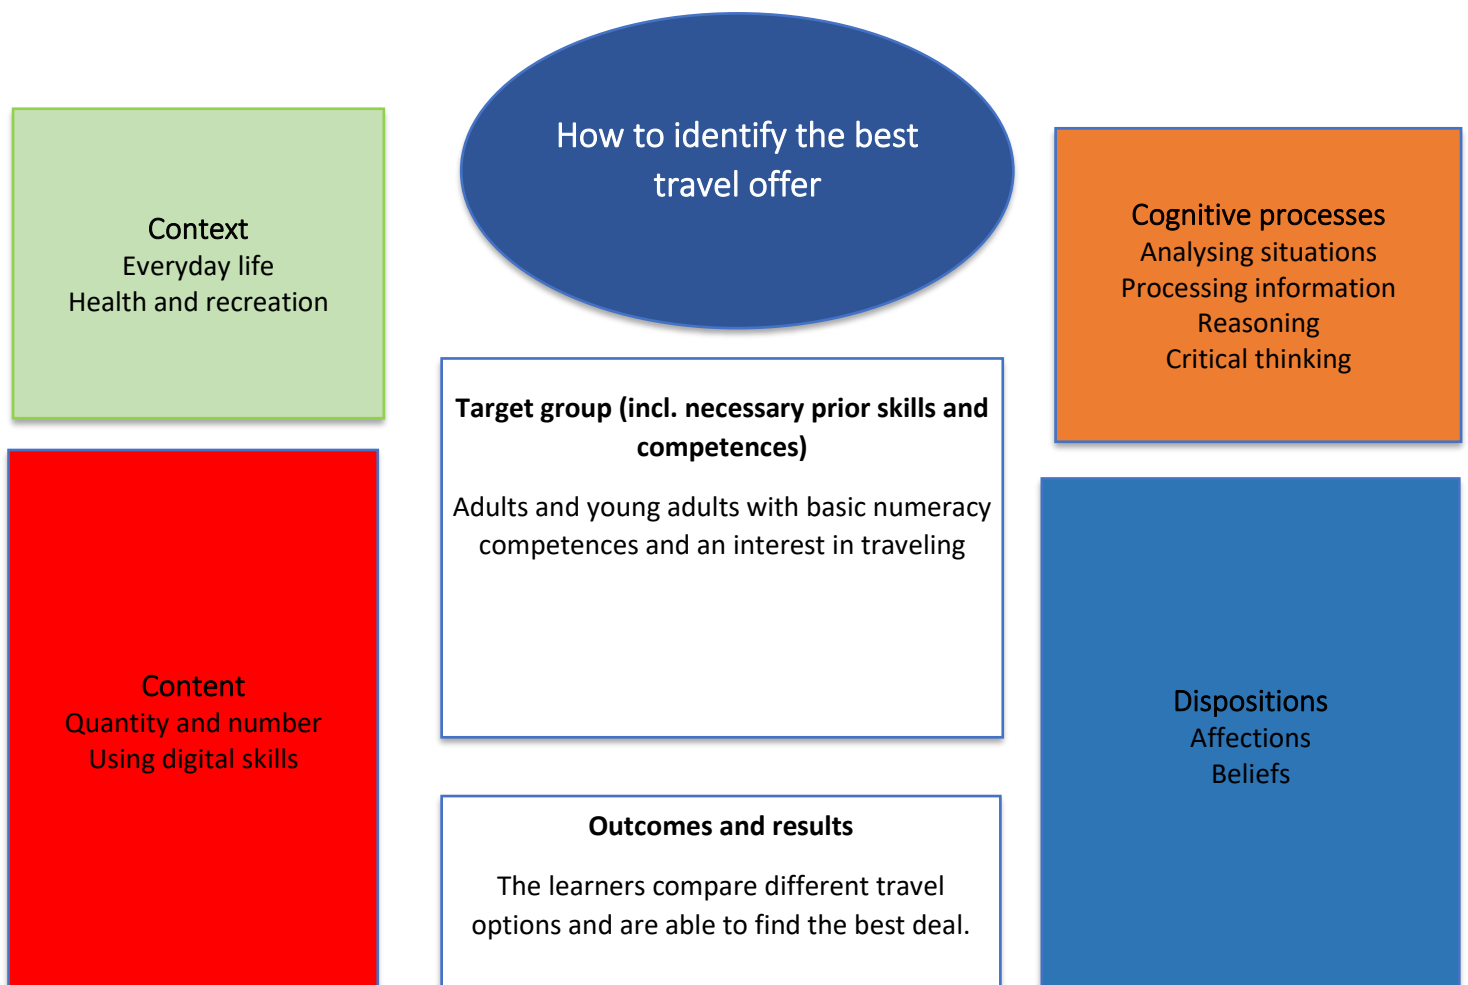 How to identify the best
travel offer
Context
Everyday life
Health and recreation
Cognitive processes
Analysing situations
Processing information
Reasoning
Critical thinking
Target group (incl. necessary prior skills and
competences)
Adults and young adults with basic numeracy
competences and an interest in traveling
Content
Quantity and number
Using digital skills
Dispositions
Affections
Beliefs
Outcomes and results
The learners compare different travel
options and are able to find the best deal.